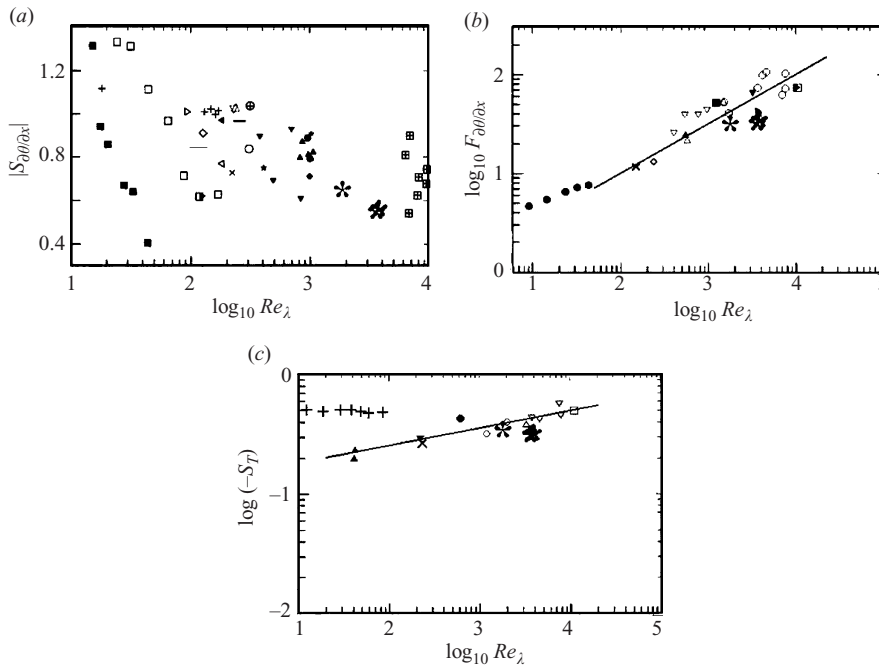 (a)
1.2
0.8
0.4
|S∂θ/∂x|
1 2 3 4
log10 Reλ
(b)
2
1
0
log10 F∂θ/∂x
1 2 3 4 5
log10 Reλ
(c)
0
–1
–2
log (–ST)
1 2 3 4 5
log10 Reλ